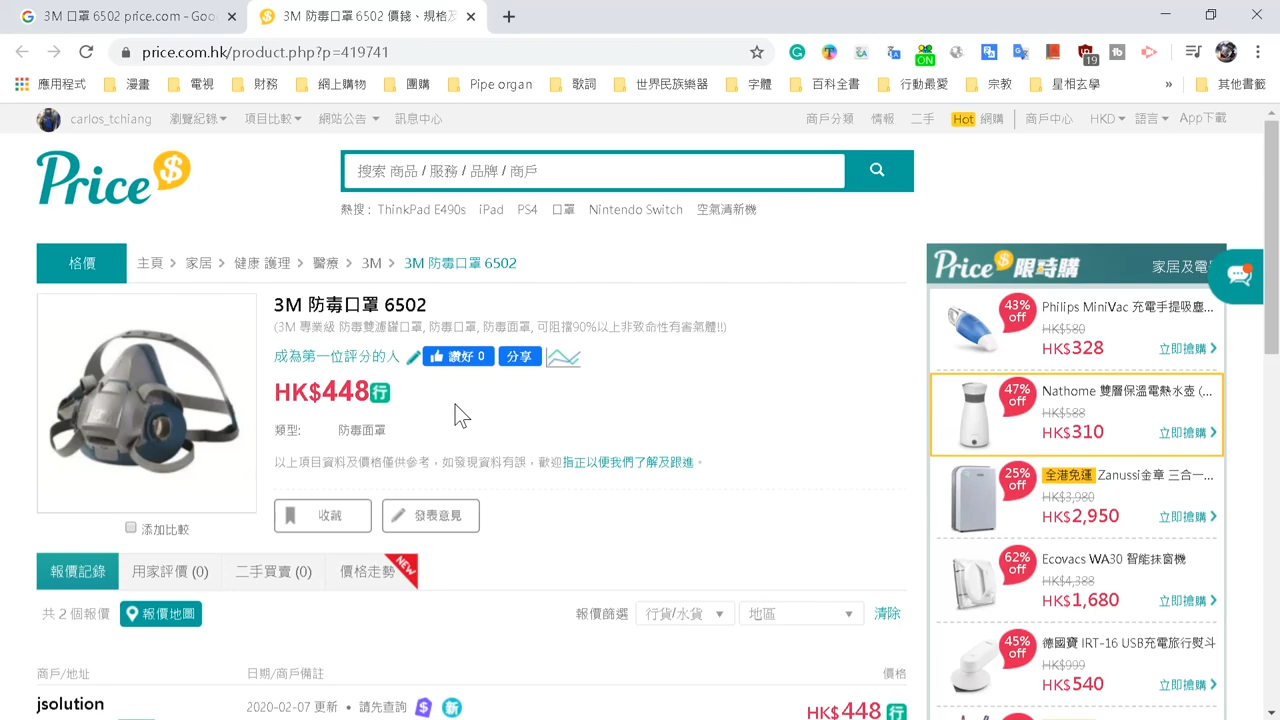 3M 口罩 6502 price.com - Goo
3M 防毒口罩 6502 價錢、規格及
price.com.hk/product.php?p=419741
ON
19
應用程式 漫畫 電視 財務 網上購物 團購 Pipe organ 歌詞 世界民族樂器 字體 百科全書 行動最愛 宗教 星相玄學 » 其他書籤
carlos_tchiang 瀏覽紀錄 項目比較 網站公告 訊息中心 商戶分類 情報 二手 Hot 網購 商戶中心 HKD 語言 App下載
Price $
搜索 商品 / 服務 / 品牌 / 商戶
熱搜 : ThinkPad E490s iPad PS4 口罩 Nintendo Switch 空氣清新機
格價 主頁 家居 健康 護理 醫療 3M 3M 防毒口罩 6502
3M 防毒口罩 6502
(3M 專業級 防毒雙濾罐口罩, 防毒口罩, 防毒面罩, 可阻擋90%以上非致命性有害氣體!!)
成為第一位評分的人 讚好 0 分享
HK$448 行
類型: 防毒面罩
以上項目資料及價格僅供參考，如發現資料有誤，歡迎指正以便我們了解及跟進。
收藏 發表意見
添加比較
報價記錄 用家評價 (0) 二手買賣 (0) 價格走勢 NEW
共 2 個報價 報價地圖 報價篩選 行貨/水貨 地區 清除
商戶/地址 日期/商戶備註 價格
jsolution 2020-02-07 更新 • 請先查詢 $ 新 HK$448 行
Price $ 限時購 家居及電
43% off
Philips MiniVac 充電手提吸塵...
HK$580
HK$328 立即搶購
47% off
Nathome 雙層保溫電熱水壺 (...
HK$588
HK$310 立即搶購
25% off
全港免運 Zanussi金章 三合一...
HK$3,980
HK$2,950 立即搶購
62% off
Ecovacs WA30 智能抹窗機
HK$4,388
HK$1,680 立即搶購
45% off
德國寶 IRT-16 USB充電旅行熨斗
HK$999
HK$540 立即搶購